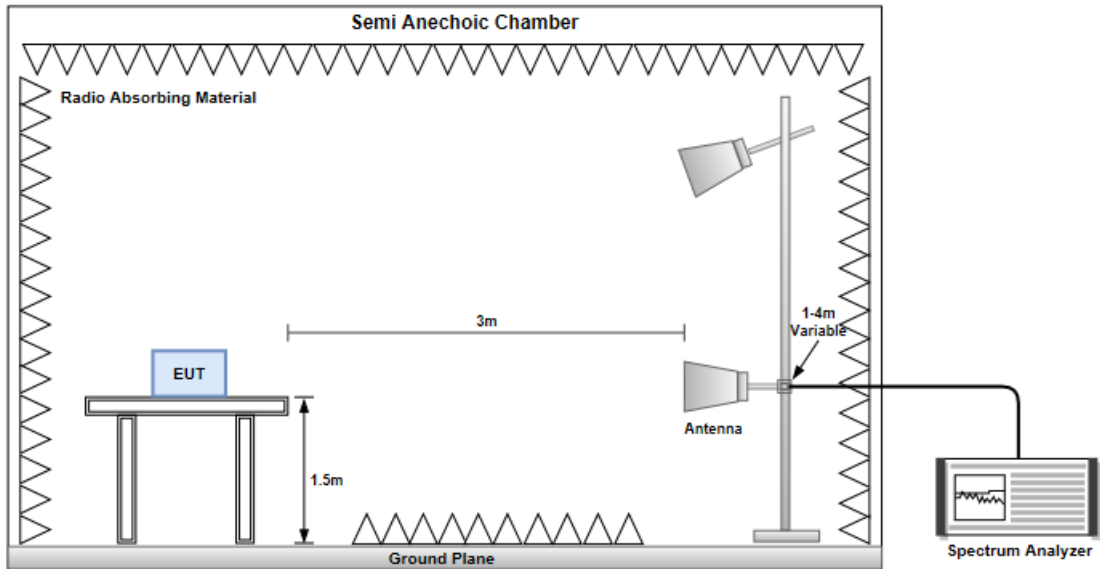 Semi Anechoic Chamber
Radio Absorbing Material
3m
1-4m
Variable
EUT
Antenna
1.5m
Ground Plane
Spectrum Analyzer